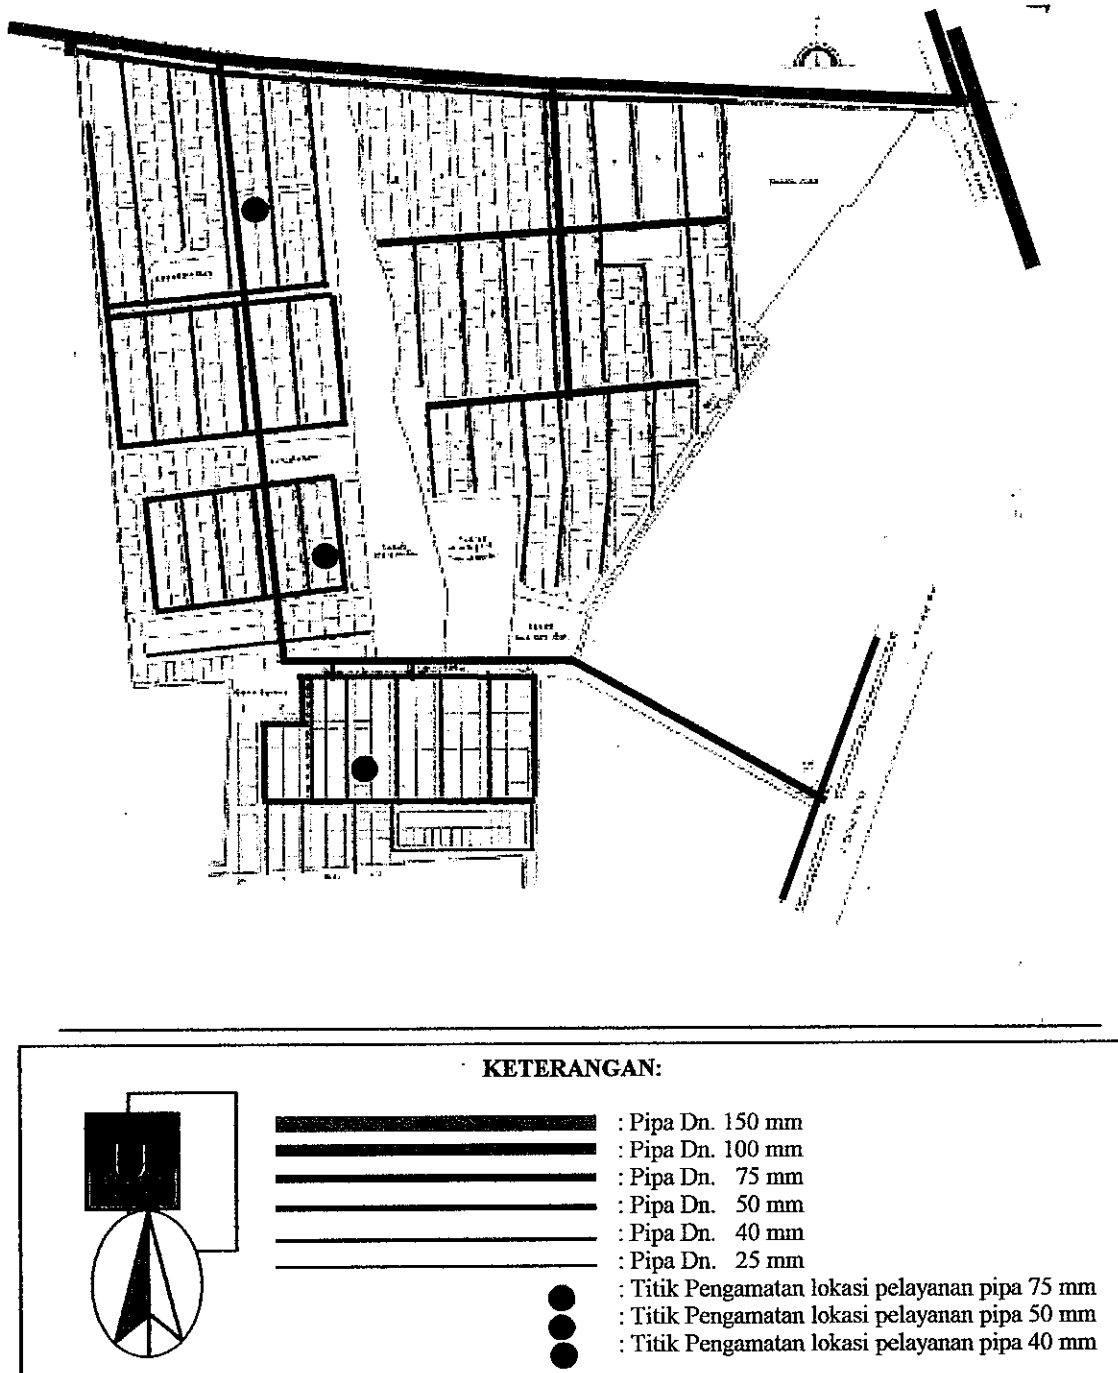 KETERANGAN:
U
: Pipa Dn. 150 mm
: Pipa Dn. 100 mm
: Pipa Dn. 75 mm
: Pipa Dn. 50 mm
: Pipa Dn. 40 mm
: Pipa Dn. 25 mm
: Titik Pengamatan lokasi pelayanan pipa 75 mm
: Titik Pengamatan lokasi pelayanan pipa 50 mm
: Titik Pengamatan lokasi pelayanan pipa 40 mm